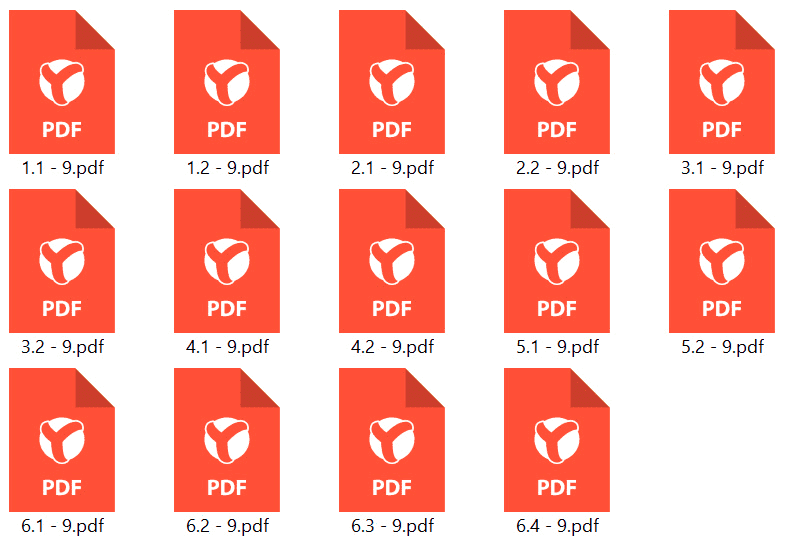 PDF PDF PDF PDF PDF
1.1 - 9.pdf 1.2 - 9.pdf 2.1 - 9.pdf 2.2 - 9.pdf 3.1 - 9.pdf
PDF PDF PDF PDF PDF
3.2 - 9.pdf 4.1 - 9.pdf 4.2 - 9.pdf 5.1 - 9.pdf 5.2 - 9.pdf
PDF PDF PDF PDF
6.1 - 9.pdf 6.2 - 9.pdf 6.3 - 9.pdf 6.4 - 9.pdf